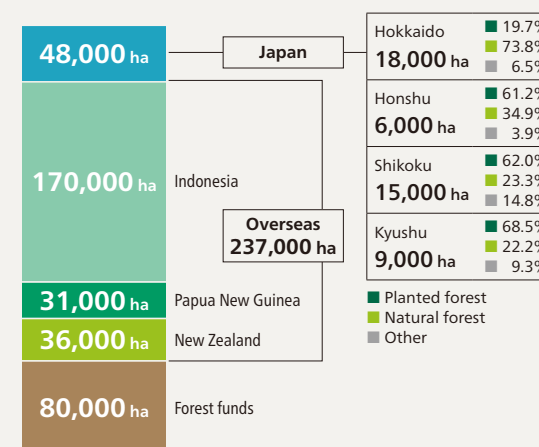 48,000 ha
Japan
Hokkaido
18,000 ha
19.7%
73.8%
6.5%
Honshu
6,000 ha
61.2%
34.9%
3.9%
Shikoku
15,000 ha
62.0%
23.3%
14.8%
Kyushu
9,000 ha
68.5%
22.2%
9.3%
Planted forest
Natural forest
Other
170,000 ha
Indonesia
Overseas
237,000 ha
31,000 ha
Papua New Guinea
36,000 ha
New Zealand
80,000 ha
Forest funds